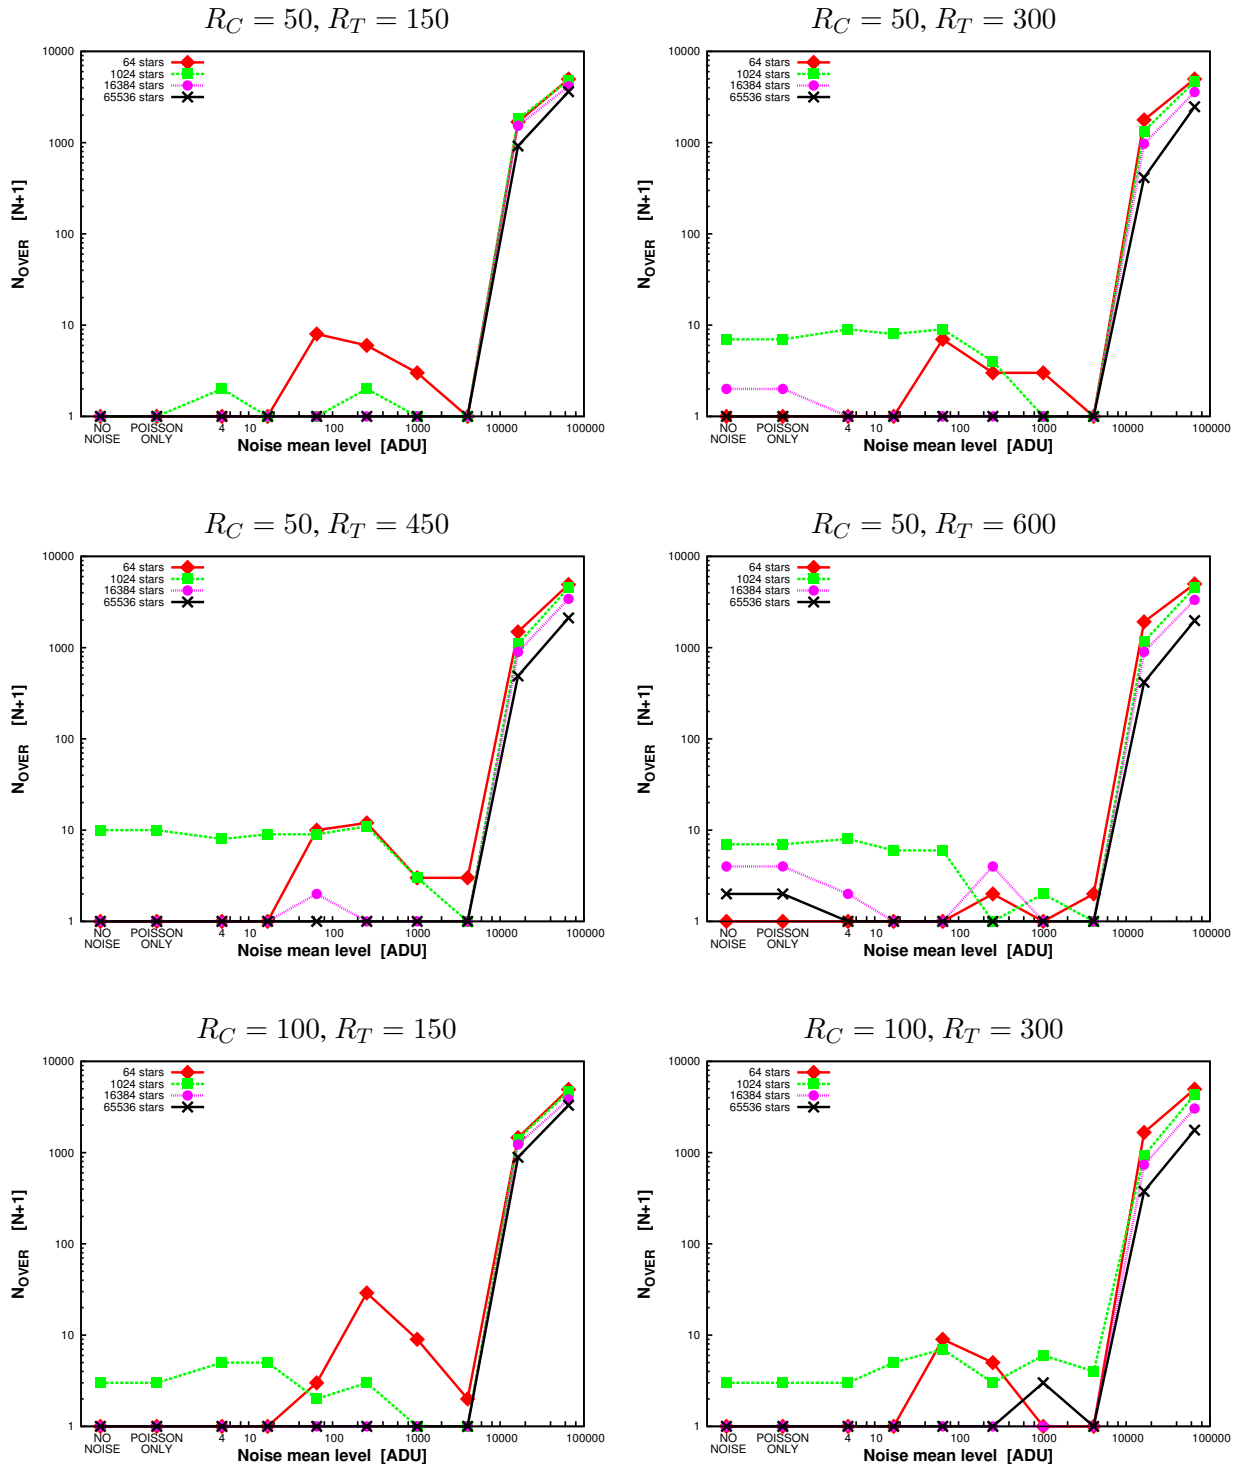 R_C = 50, R_T = 150
10000
1000
100
10
1
N_OVER [N+1]
64 stars
1024 stars
16384 stars
65536 stars
NO NOISE
POISSON ONLY
4 10 100 1000 10000 100000
Noise mean level [ADU]
R_C = 50, R_T = 300
10000
1000
100
10
1
N_OVER [N+1]
64 stars
1024 stars
16384 stars
65536 stars
NO NOISE
POISSON ONLY
4 10 100 1000 10000 100000
Noise mean level [ADU]
R_C = 50, R_T = 450
10000
1000
100
10
1
N_OVER [N+1]
64 stars
1024 stars
16384 stars
65536 stars
NO NOISE
POISSON ONLY
4 10 100 1000 10000 100000
Noise mean level [ADU]
R_C = 50, R_T = 600
10000
1000
100
10
1
N_OVER [N+1]
64 stars
1024 stars
16384 stars
65536 stars
NO NOISE
POISSON ONLY
4 10 100 1000 10000 100000
Noise mean level [ADU]
R_C = 100, R_T = 150
10000
1000
100
10
1
N_OVER [N+1]
64 stars
1024 stars
16384 stars
65536 stars
NO NOISE
POISSON ONLY
4 10 100 1000 10000 100000
Noise mean level [ADU]
R_C = 100, R_T = 300
10000
1000
100
10
1
N_OVER [N+1]
64 stars
1024 stars
16384 stars
65536 stars
NO NOISE
POISSON ONLY
4 10 100 1000 10000 100000
Noise mean level [ADU]